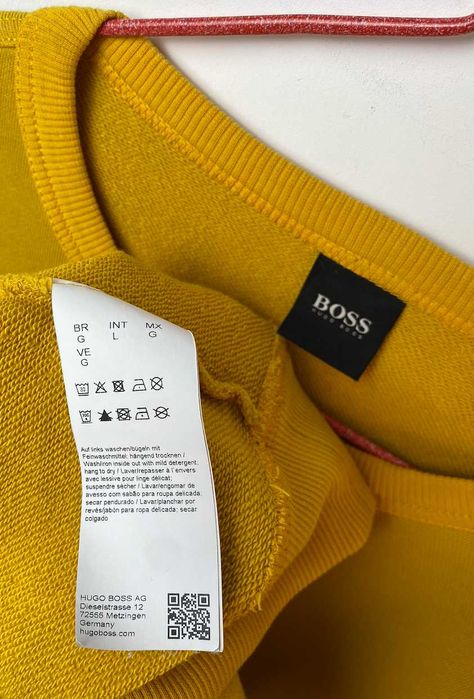 BOSS
HUGO BOSS
BR INT MX
G L G
VE
G
Auf links waschen/bügeln mit
Feinwaschmittel; hängend trocknen /
Wash/iron inside out with mild detergent;
hang to dry / Laver/repasser à l'envers
avec lessive pour linge délicat;
suspendre sécher / Lavar/engomar de
avesso com sabão para roupa delicada;
secar pendurado / Lavar/planchar por
revés/jabón para ropa delicada; secar
colgado
HUGO BOSS AG
Dieselstrasse 12
72555 Metzingen
Germany
hugoboss.com